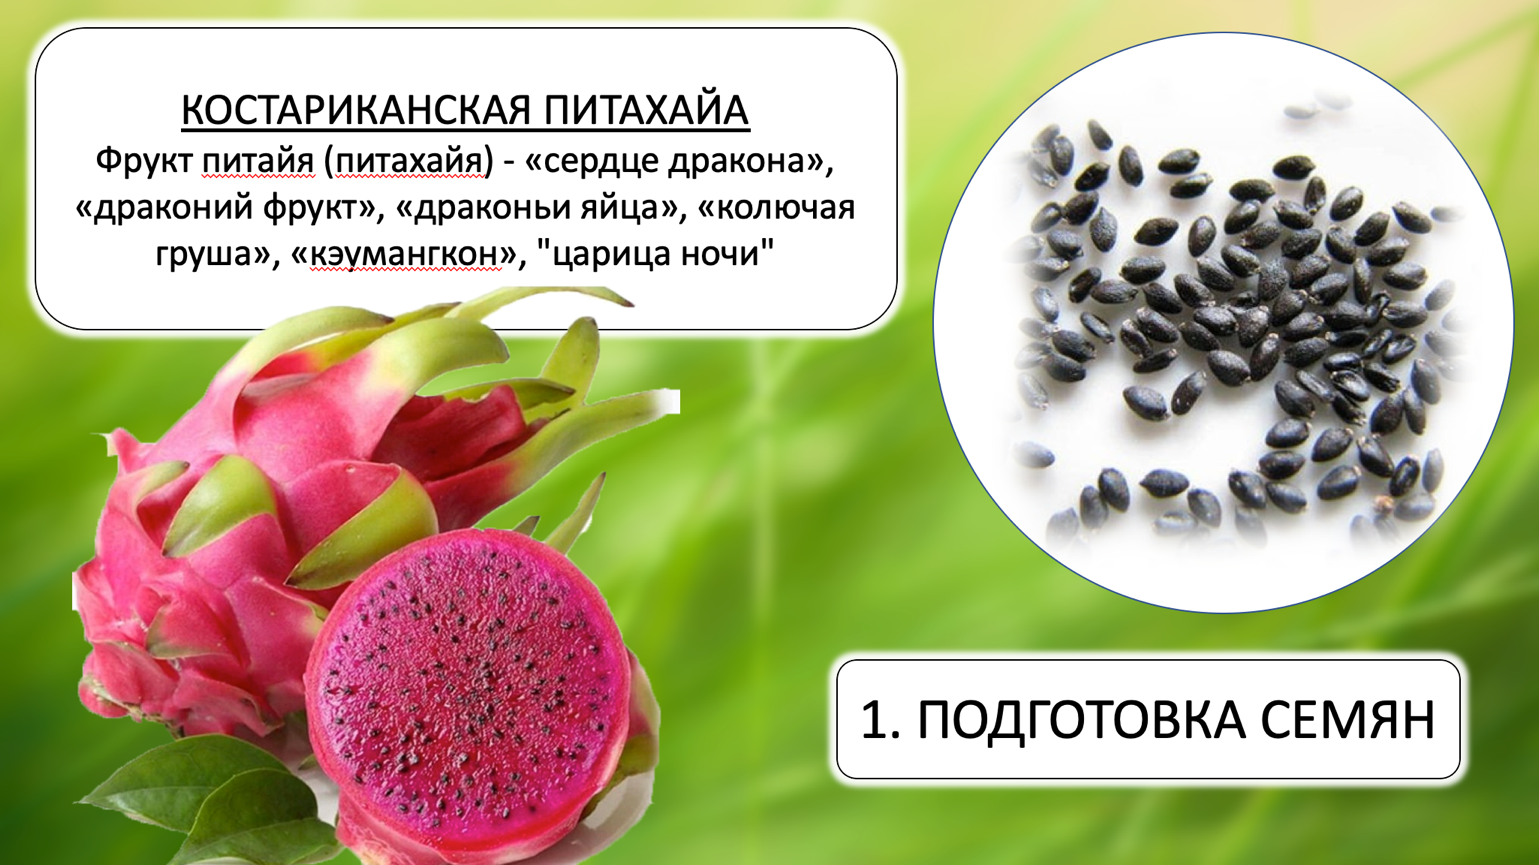 КОСТАРИКАНСКАЯ ПИТАХАЙА
Фрукт питайя (питахайя) - «сердце дракона»,
«драконий фрукт», «драконьи яйца», «колючая
груша», «кэумангкон», "царица ночи"
1. ПОДГОТОВКА СЕМЯН